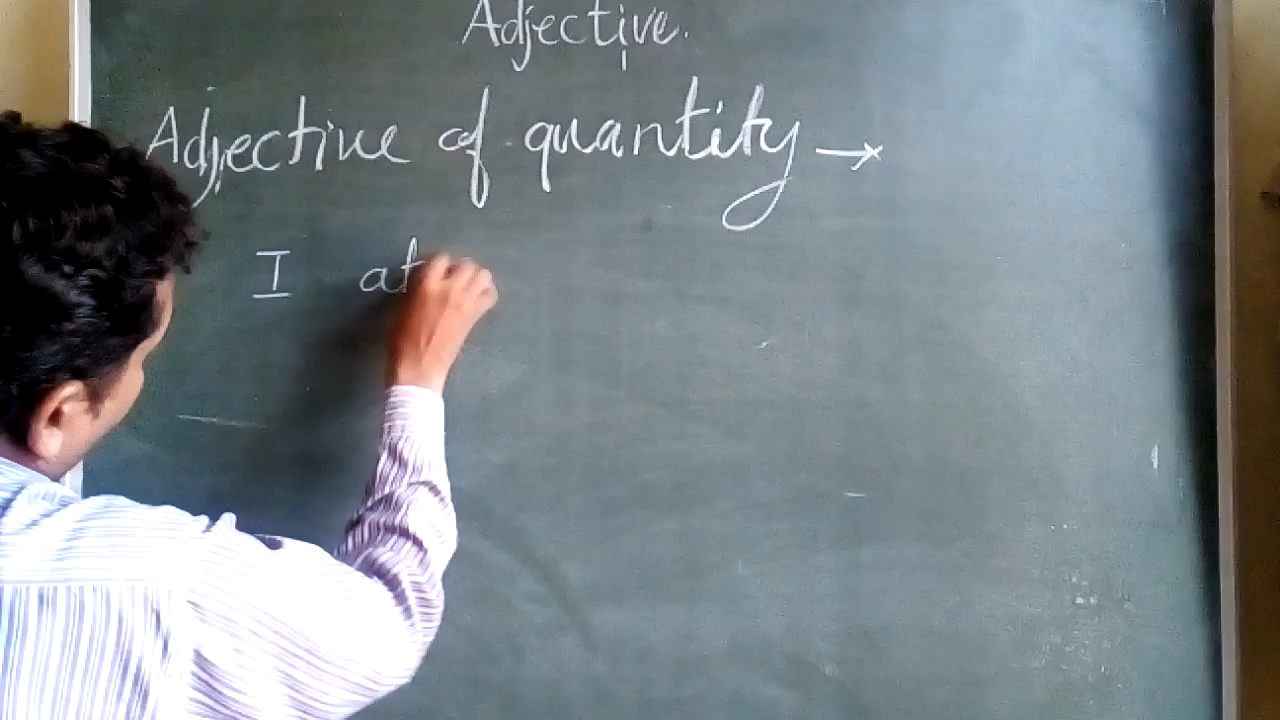 Adjective.
Adjective of quantity →
I at